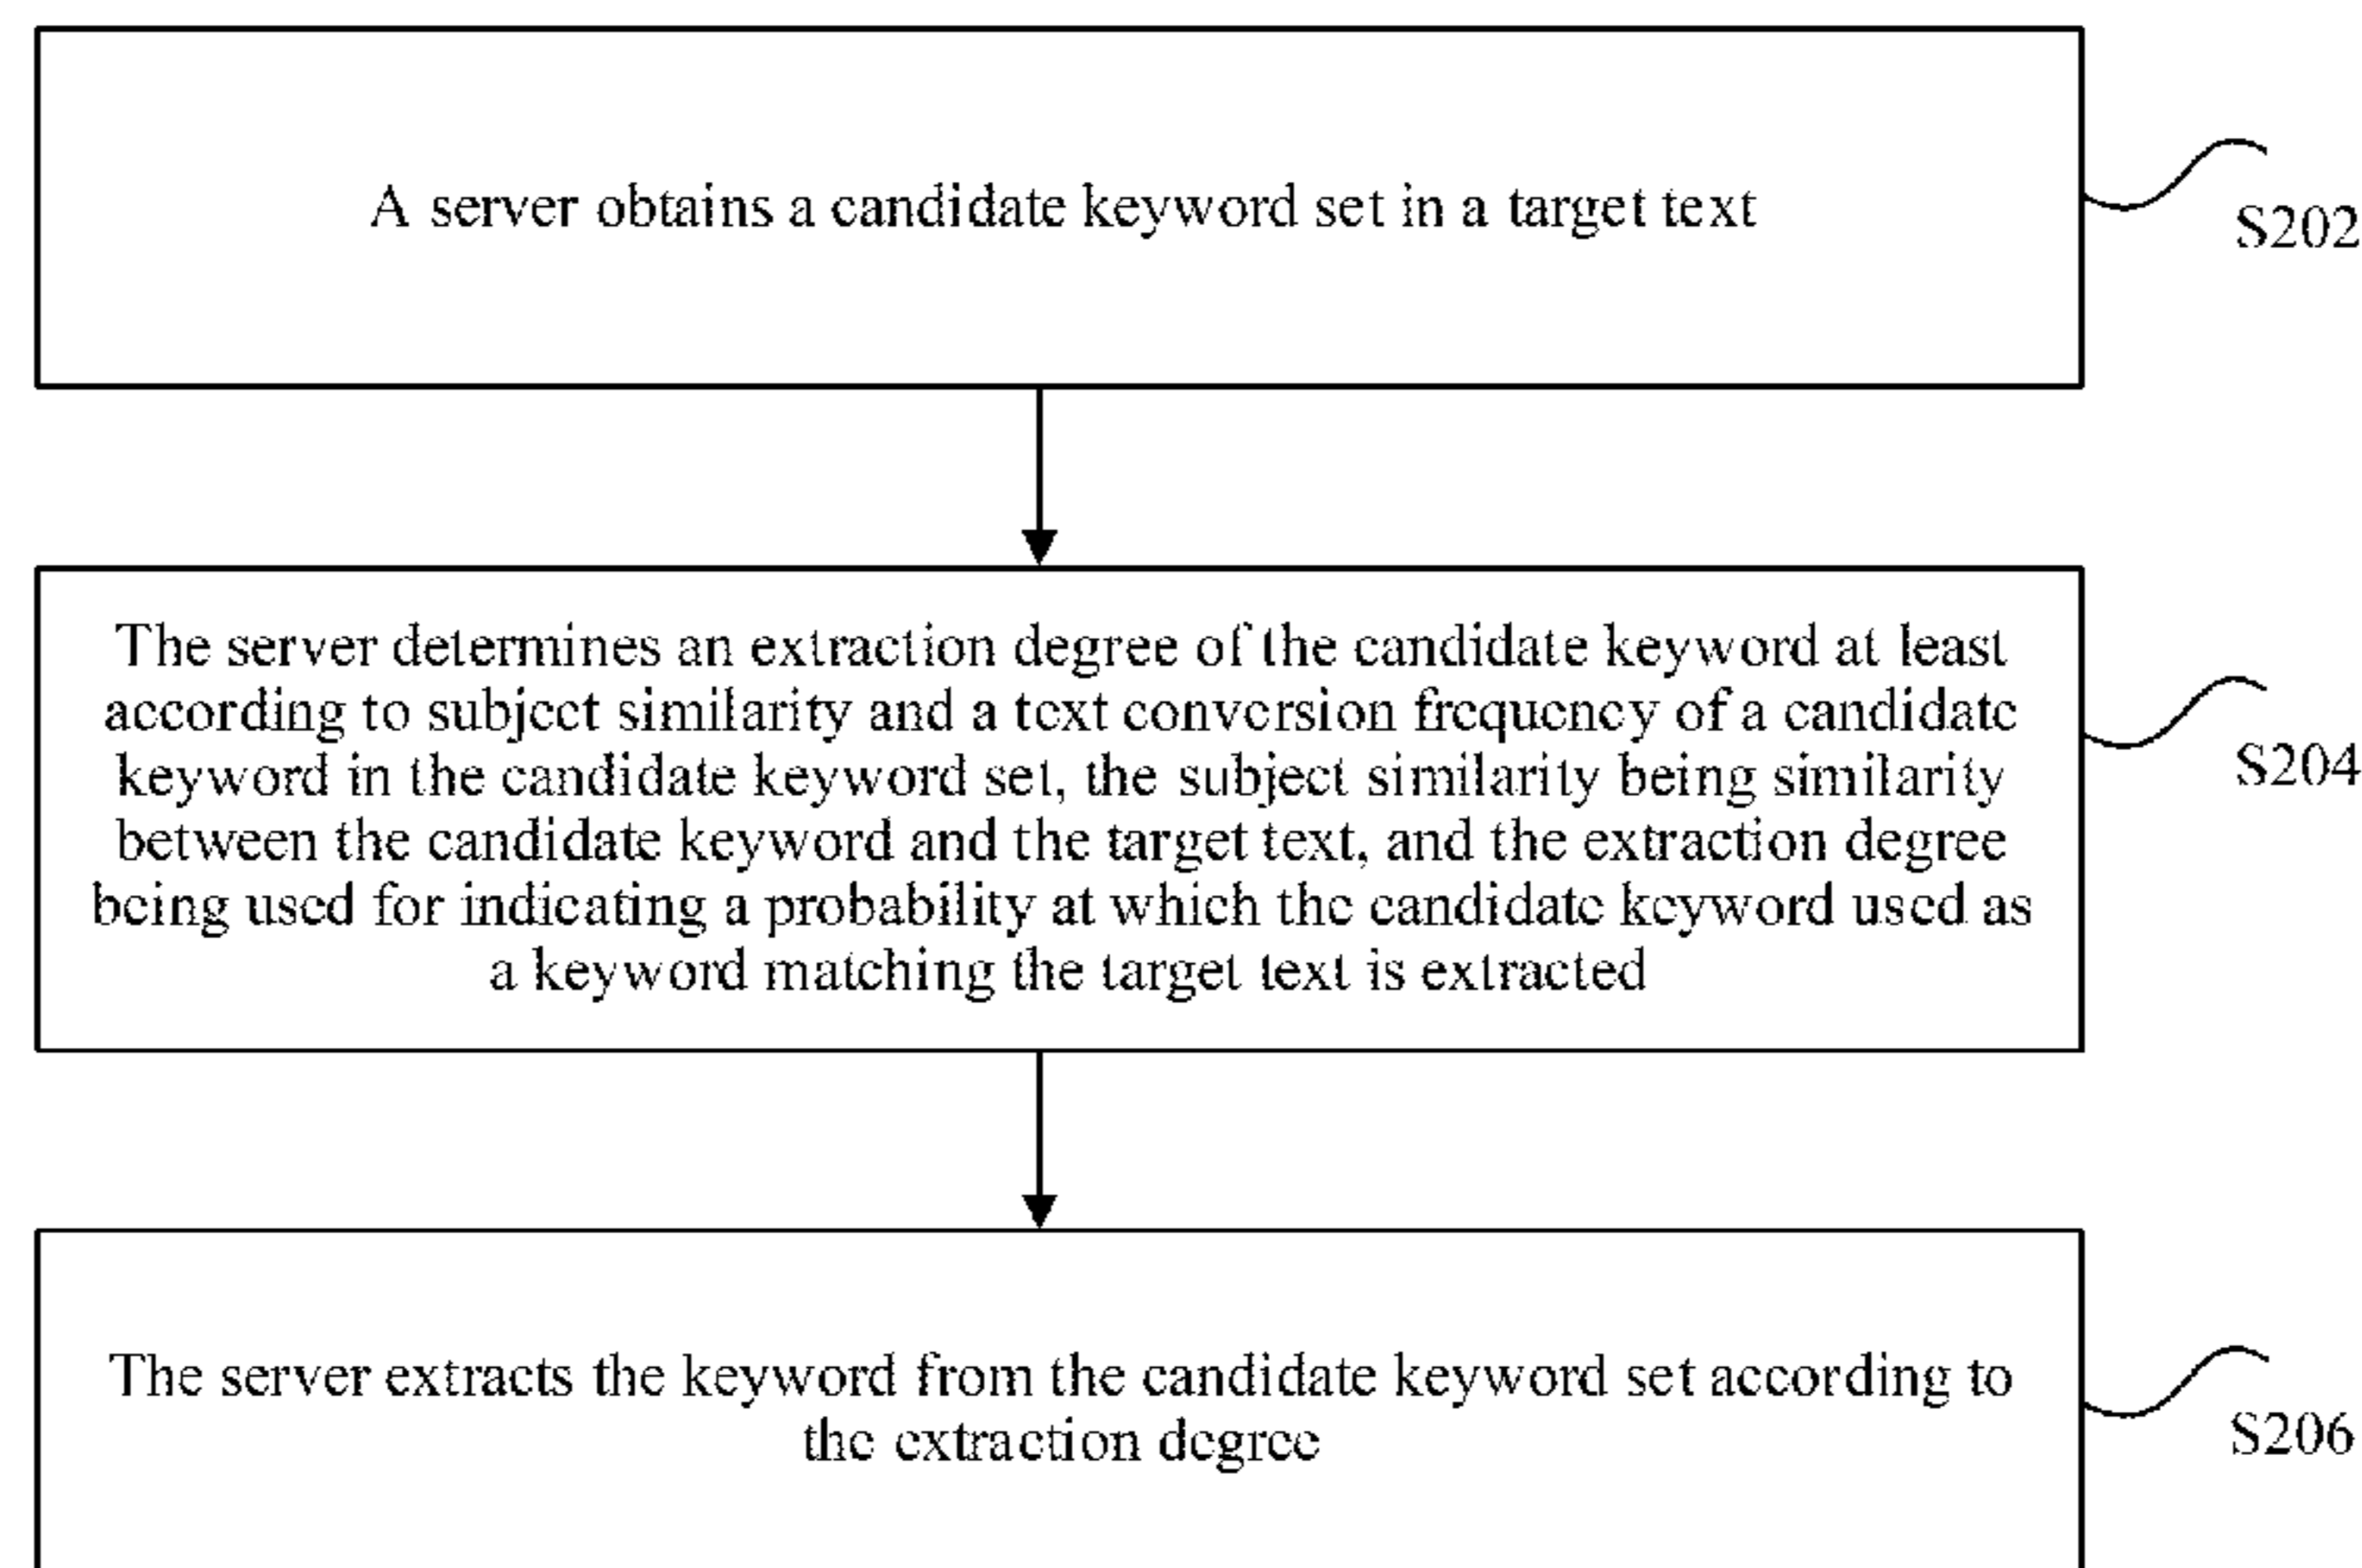 A server obtains a candidate keyword set in a target text
S202
The server determines an extraction degree of the candidate keyword at least
according to subject similarity and a text conversion frequency of a candidate
keyword in the candidate keyword set, the subject similarity being similarity
between the candidate keyword and the target text, and the extraction degree
being used for indicating a probability at which the candidate keyword used as
a keyword matching the target text is extracted
S204
The server extracts the keyword from the candidate keyword set according to
the extraction degree
S206